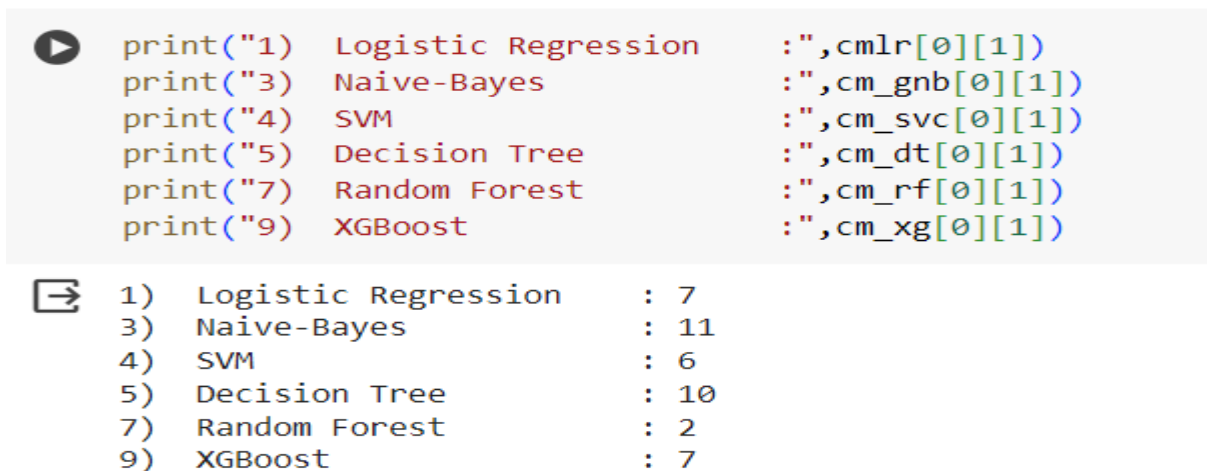 print("1)  Logistic Regression    :",cmlr[0][1])
print("3)  Naive-Bayes            :",cm_gnb[0][1])
print("4)  SVM                    :",cm_svc[0][1])
print("5)  Decision Tree          :",cm_dt[0][1])
print("7)  Random Forest          :",cm_rf[0][1])
print("9)  XGBoost                :",cm_xg[0][1])
1)  Logistic Regression    : 7
3)  Naive-Bayes            : 11
4)  SVM                    : 6
5)  Decision Tree          : 10
7)  Random Forest          : 2
9)  XGBoost                : 7